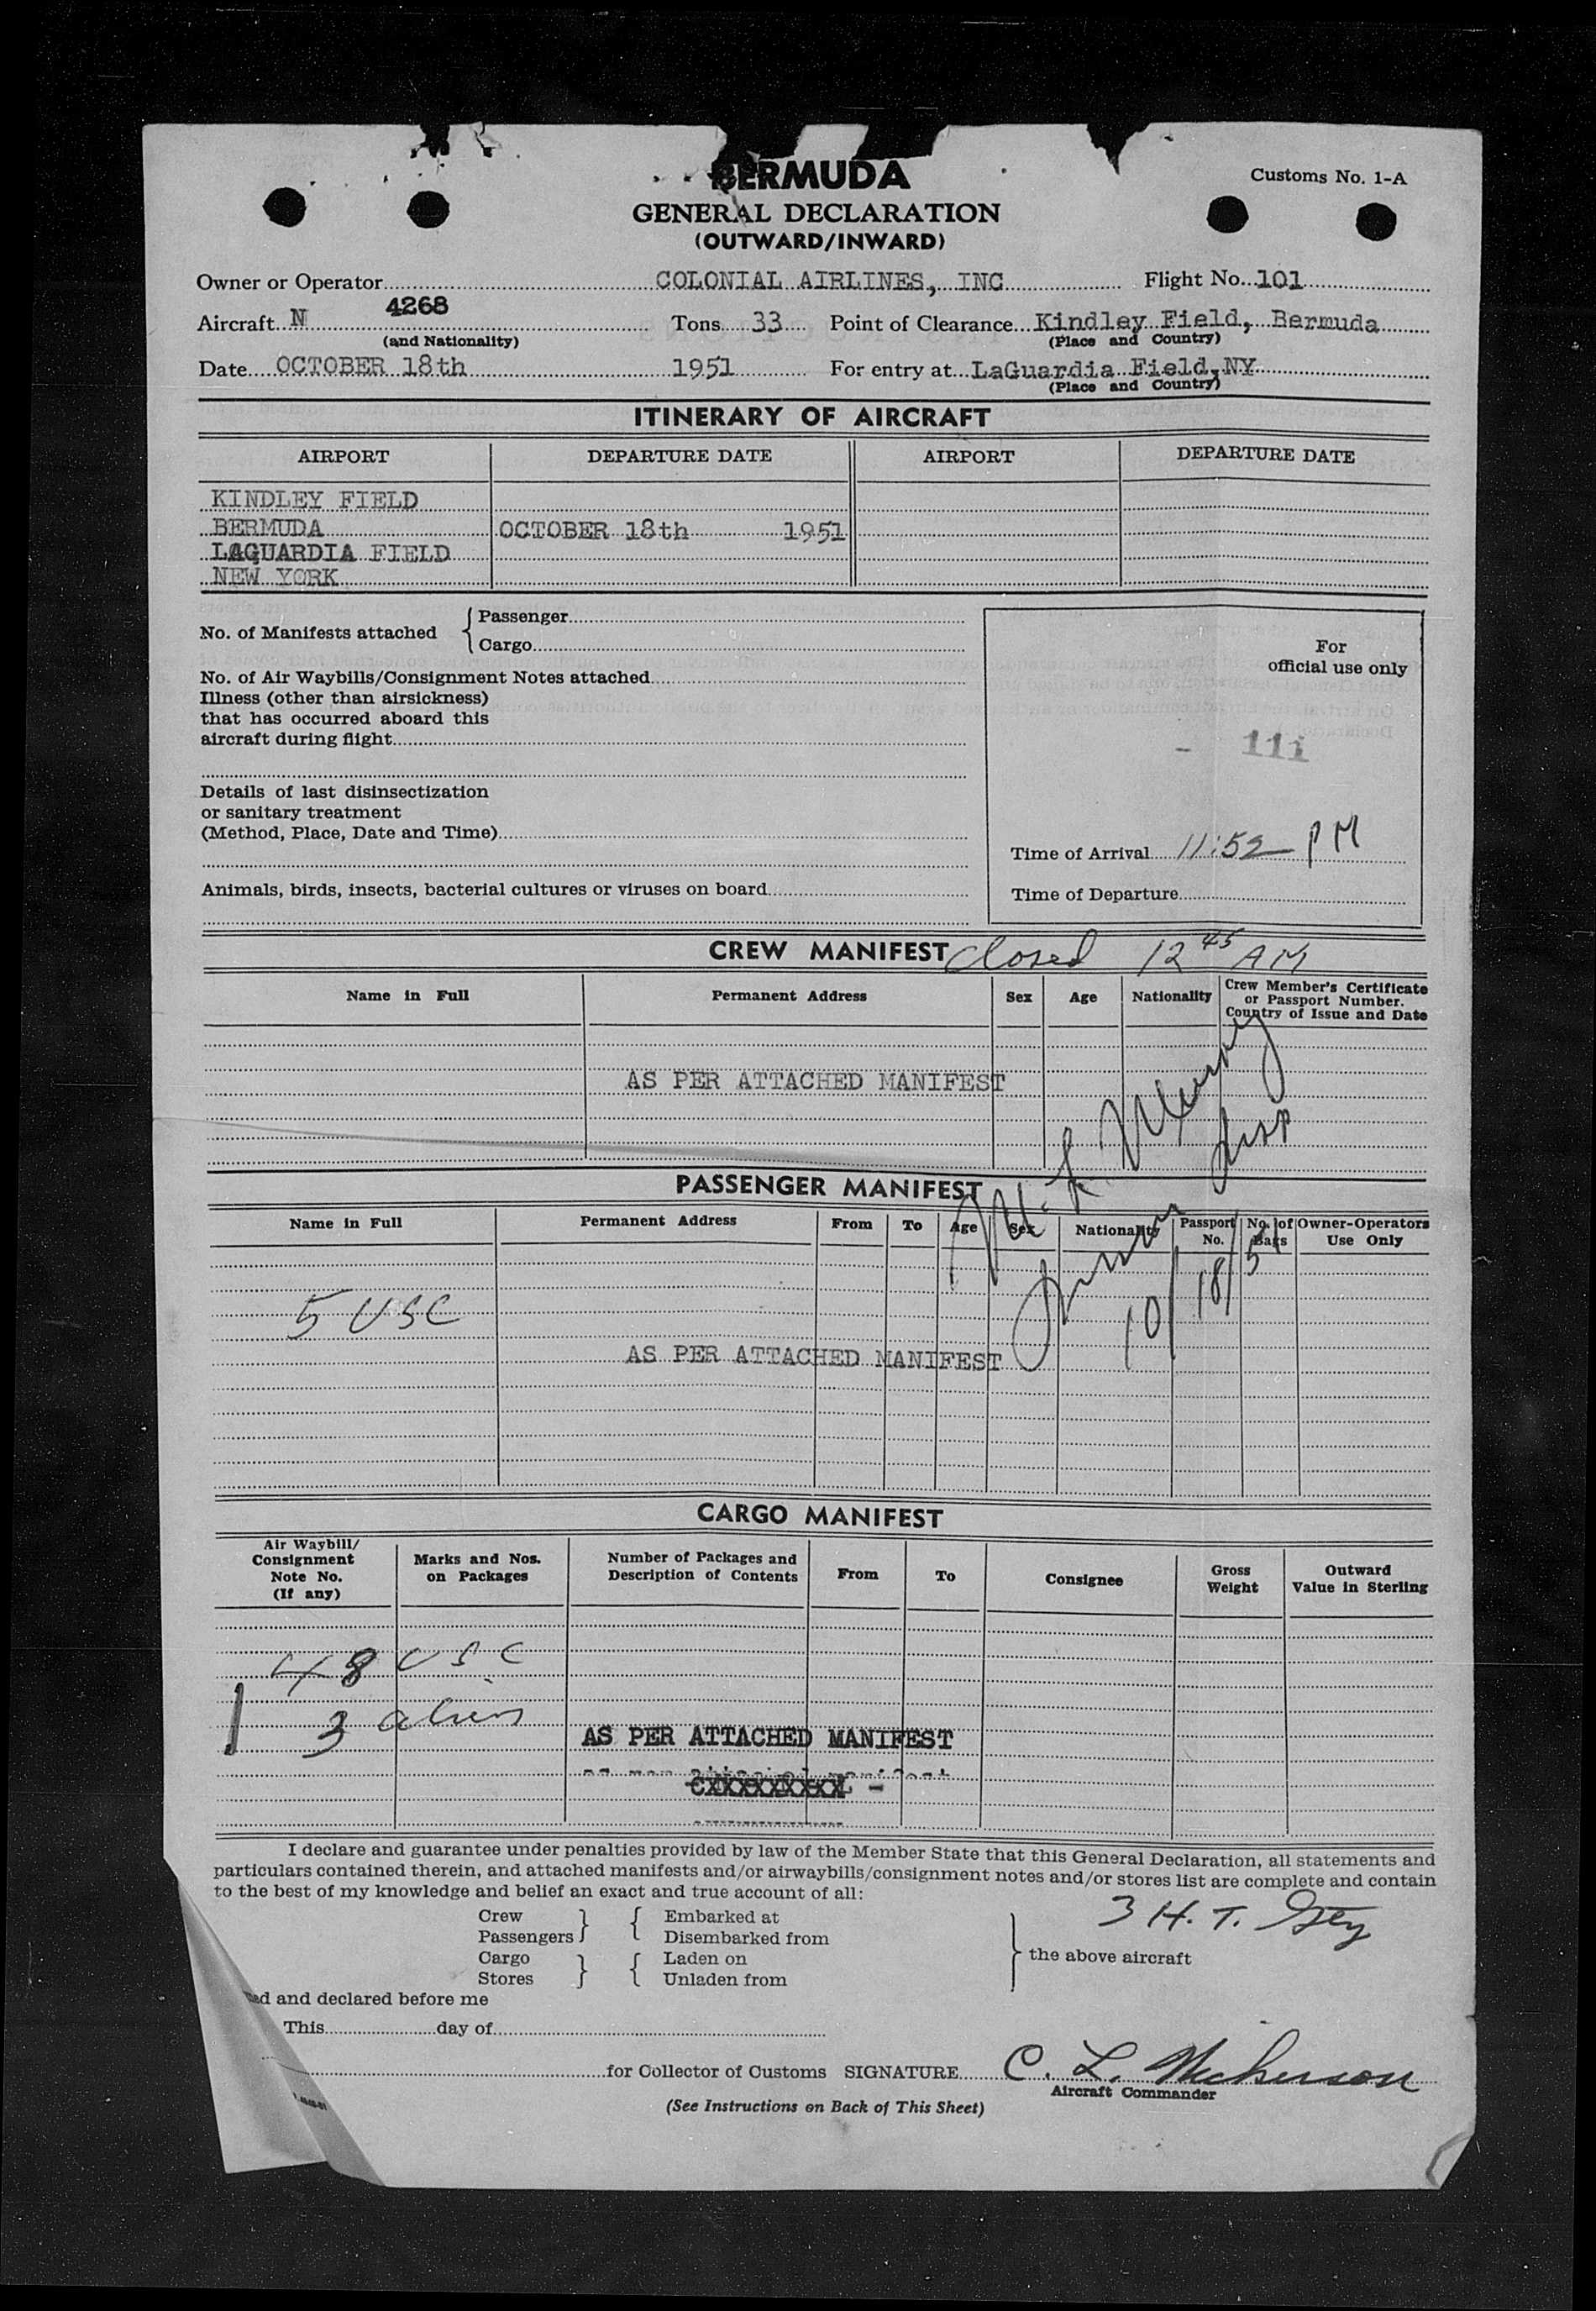 BERMUDA
Customs No. 1-A
GENERAL DECLARATION
(OUTWARD/INWARD)
Owner or Operator COLONIAL AIRLINES, INC Flight No. 101
Aircraft N 4268 Tons 33 Point of Clearance Kindley Field, Bermuda
(and Nationality) (Place and Country)
Date OCTOBER 18th 1951 For entry at LaGuardia Field, NY
(Place and Country)
ITINERARY OF AIRCRAFT
AIRPORT DEPARTURE DATE AIRPORT DEPARTURE DATE
KINDLEY FIELD
BERMUDA OCTOBER 18th 1951
LAGUARDIA FIELD
NEW YORK
No. of Manifests attached { Passenger
Cargo
No. of Air Waybills/Consignment Notes attached
Illness (other than airsickness)
that has occurred aboard this
aircraft during flight
Details of last disinsectization
or sanitary treatment
(Method, Place, Date and Time)
Animals, birds, insects, bacterial cultures or viruses on board
For
official use only
- 111
Time of Arrival 11:52 PM
Time of Departure
CREW MANIFEST closed 12 45 AM
Name in Full Permanent Address Sex Age Nationality Crew Member's Certificate
or Passport Number.
Country of Issue and Date
AS PER ATTACHED MANIFEST
PASSENGER MANIFEST
Name in Full Permanent Address From To Age Sex Nationality Passport No. No. of Bags Owner-Operators Use Only
10/18/51
5 USC
AS PER ATTACHED MANIFEST
CARGO MANIFEST
Air Waybill/
Consignment
Note No.
(If any)
Marks and Nos.
on Packages
Number of Packages and
Description of Contents
From To Consignee
Gross
Weight
Outward
Value in Sterling
48 USC
3 aliens
AS PER ATTACHED MANIFEST
I declare and guarantee under penalties provided by law of the Member State that this General Declaration, all statements and
particulars contained therein, and attached manifests and/or airwaybills/consignment notes and/or stores list are complete and contain
to the best of my knowledge and belief an exact and true account of all:
3 H. T.
Crew
Passengers } { Embarked at
Disembarked from
Cargo
Stores } { Laden on
Unladen from
} the above aircraft
and declared before me
This day of
for Collector of Customs SIGNATURE C. L. Nickerson
Aircraft Commander
(See Instructions on Back of This Sheet)